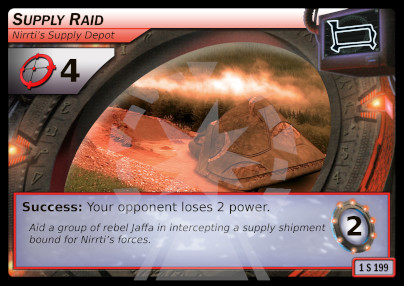 SUPPLY RAID
Nirrti's Supply Depot
4
Success: Your opponent loses 2 power.
2
Aid a group of rebel Jaffa in intercepting a supply shipment
bound for Nirrti's forces.
1 S 199